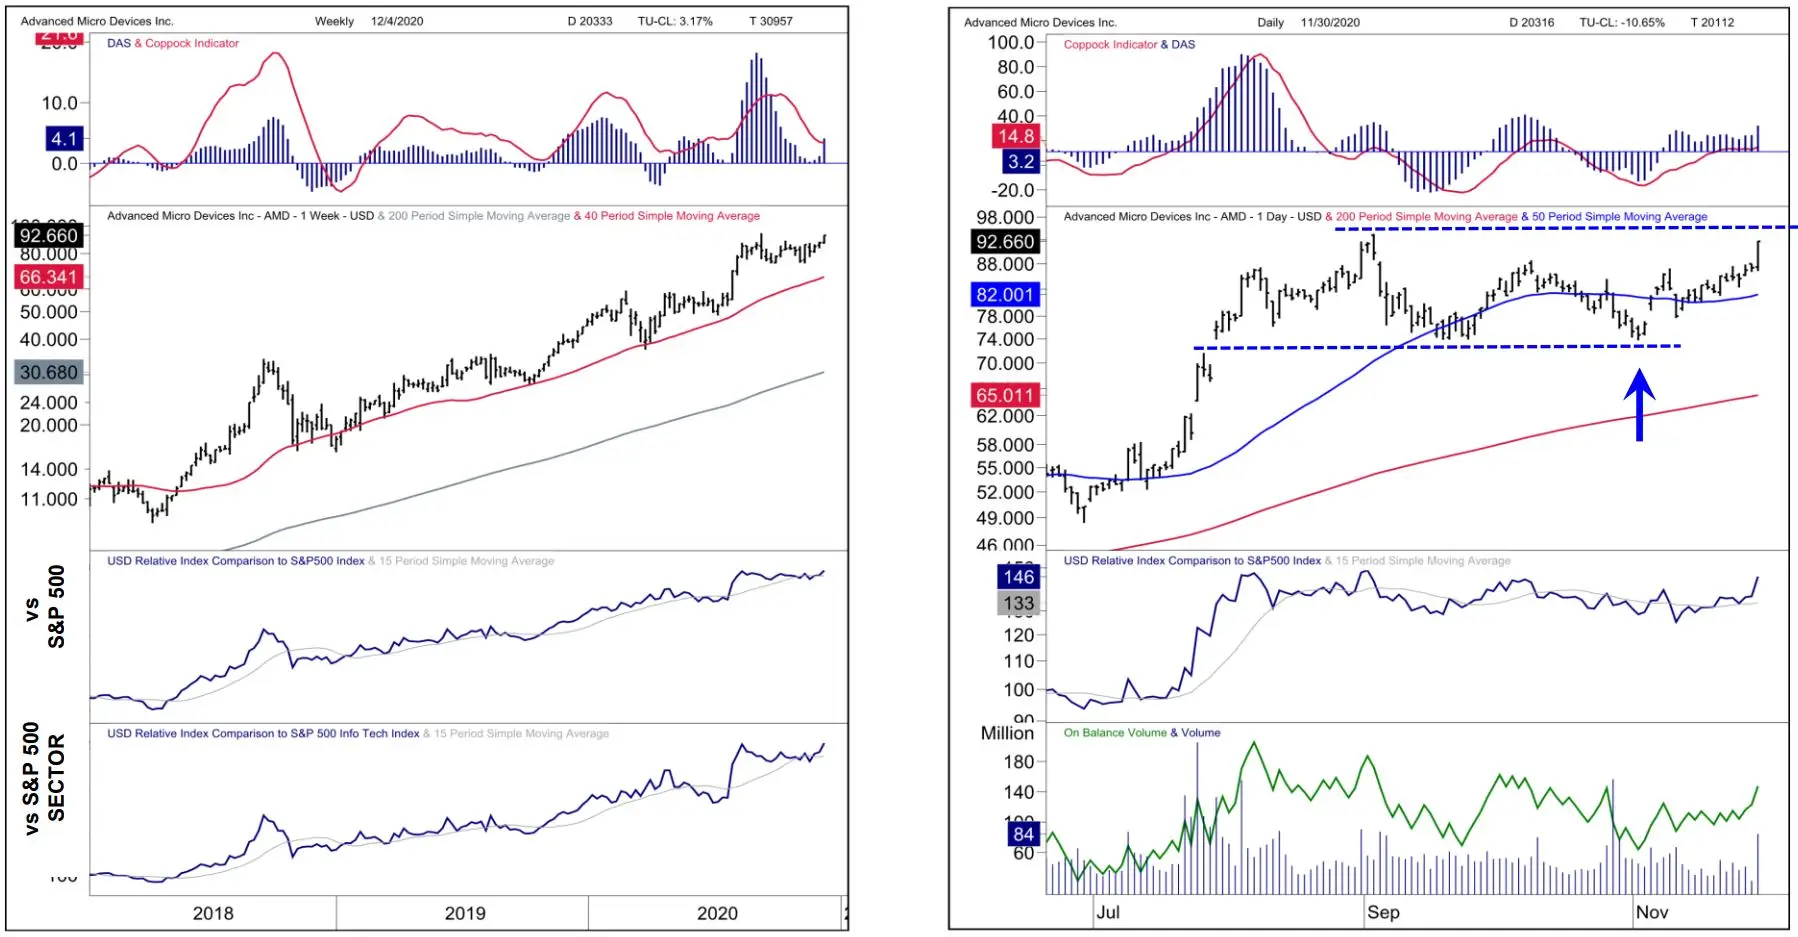 Advanced Micro Devices Inc. Weekly 12/4/2020 D 20333 TU-CL: 3.17% T 30957
21.6
DAS & Coppock Indicator
10.0
4.1
0.0
Advanced Micro Devices Inc - AMD - 1 Week - USD & 200 Period Simple Moving Average & 40 Period Simple Moving Average
92.660
80.000
66.341
60.000
50.000
40.000
30.680
24.000
20.000
14.000
11.000
USD Relative Index Comparison to S&P500 Index & 15 Period Simple Moving Average
vs
S&P 500
USD Relative Index Comparison to S&P 500 Info Tech Index & 15 Period Simple Moving Average
vs S&P 500
SECTOR
100
2018 2019 2020
Advanced Micro Devices Inc. Daily 11/30/2020 D 20316 TU-CL: -10.65% T 20112
100.0
Coppock Indicator & DAS
80.0
60.0
40.0
14.8
3.2
-20.0
98.000
Advanced Micro Devices Inc - AMD - 1 Day - USD & 200 Period Simple Moving Average & 50 Period Simple Moving Average
92.660
88.000
82.001
78.000
74.000
70.000
65.011
62.000
58.000
55.000
52.000
49.000
46.000
USD Relative Index Comparison to S&P500 Index & 15 Period Simple Moving Average
146
133
120
110
100
90
Million
On Balance Volume & Volume
180
140
100
84
60
Jul Sep Nov